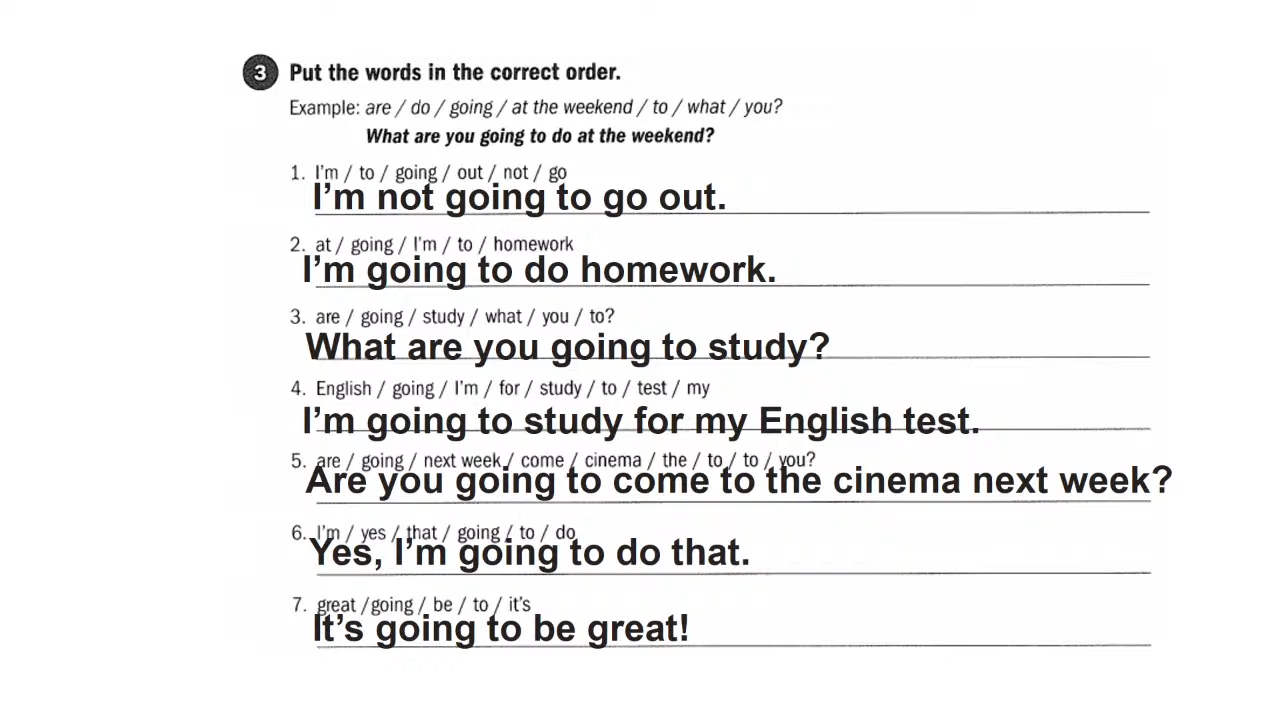 3 Put the words in the correct order.
Example: are / do / going / at the weekend / to / what / you?
What are you going to do at the weekend?
1. I'm / to / going / out / not / go
I’m not going to go out.
2. at / going / I'm / to / homework
I’m going to do homework.
3. are / going / study / what / you / to?
What are you going to study?
4. English / going / I'm / for / study / to / test / my
I’m going to study for my English test.
5. are / going / next week / come / cinema / the / to / to / you?
Are you going to come to the cinema next week?
6. I'm / yes / that / going / to / do
Yes, I’m going to do that.
7. great /going / be / to / it's
It’s going to be great!